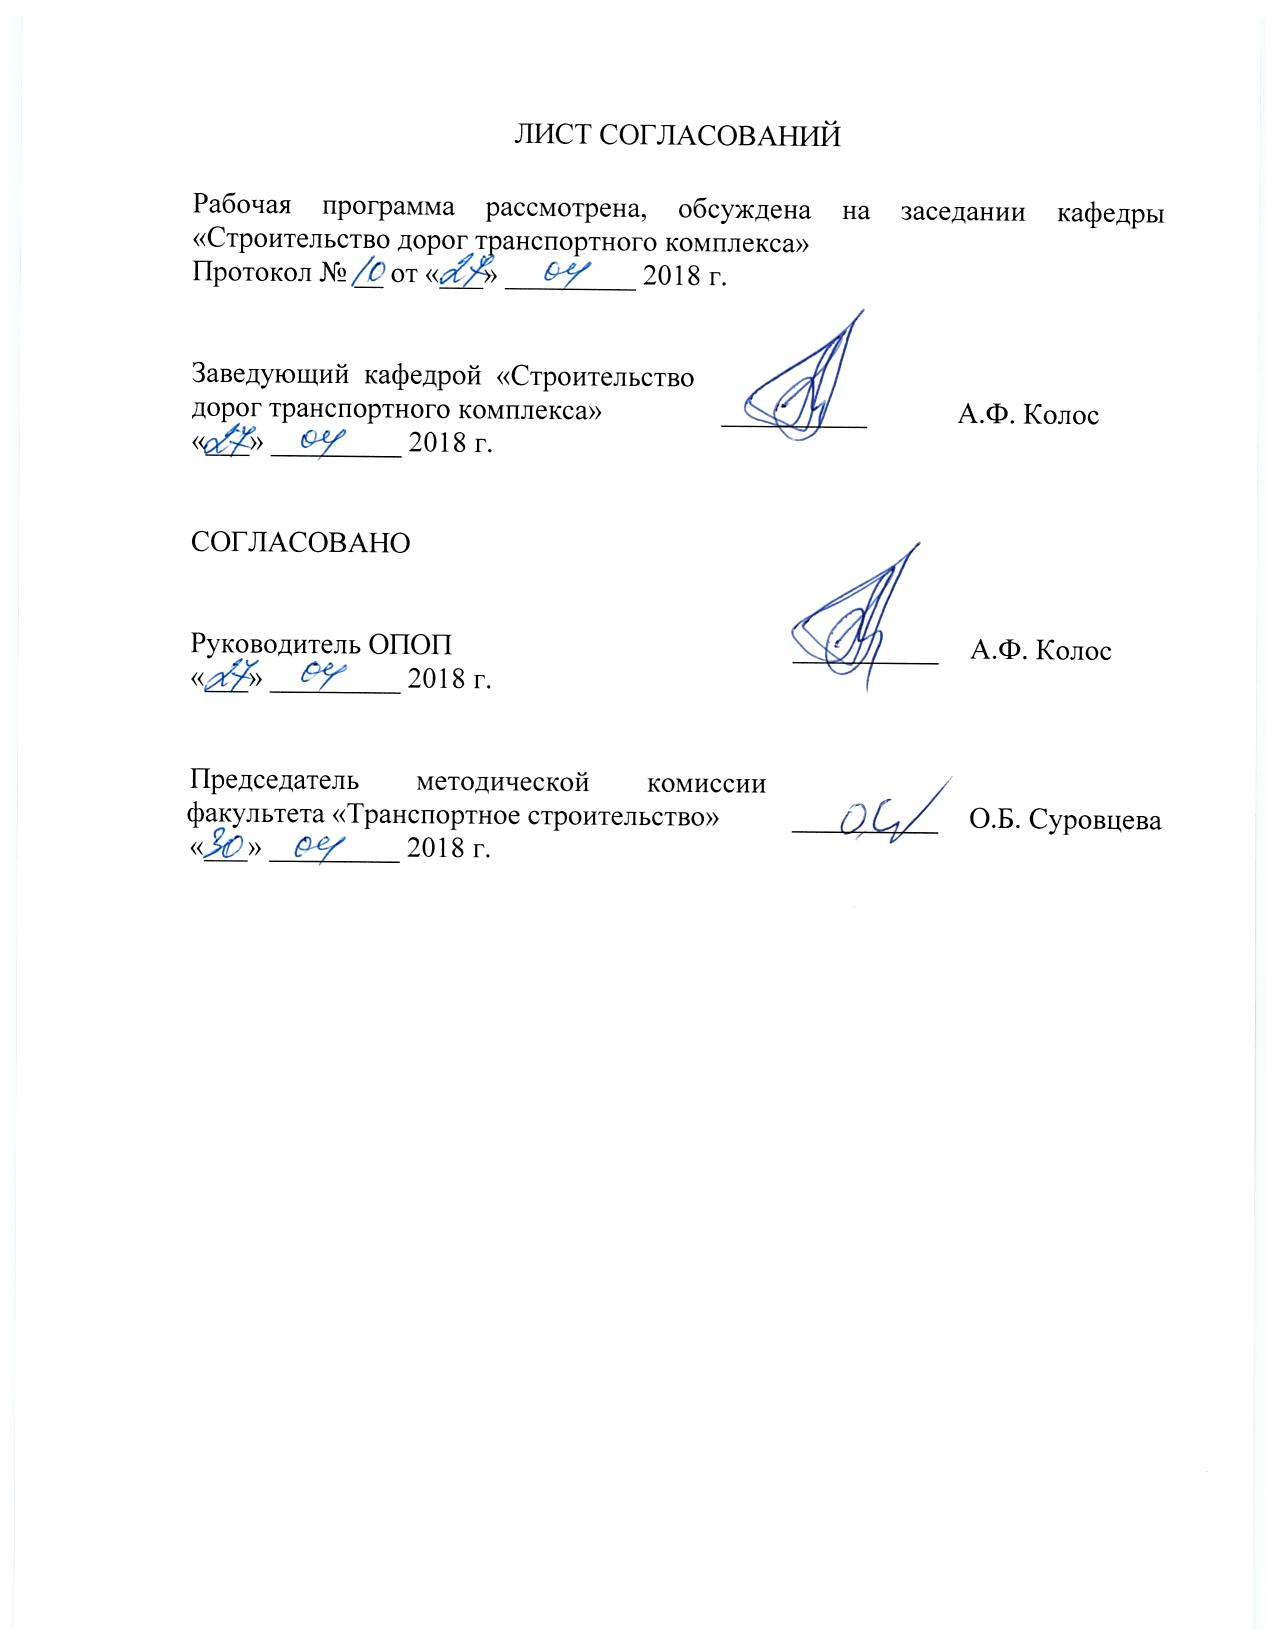 ЛИСТ СОГЛАСОВАНИЙ
Рабочая программа рассмотрена, обсуждена на заседании кафедры
«Строительство дорог транспортного комплекса»
Протокол № 10 от «27» 04 2018 г.
Заведующий кафедрой «Строительство
дорог транспортного комплекса» А.Ф. Колос
«27» 04 2018 г.
СОГЛАСОВАНО
Руководитель ОПОП А.Ф. Колос
«27» 04 2018 г.
Председатель методической комиссии
факультета «Транспортное строительство» О.Б. Суровцева
«30» 04 2018 г.